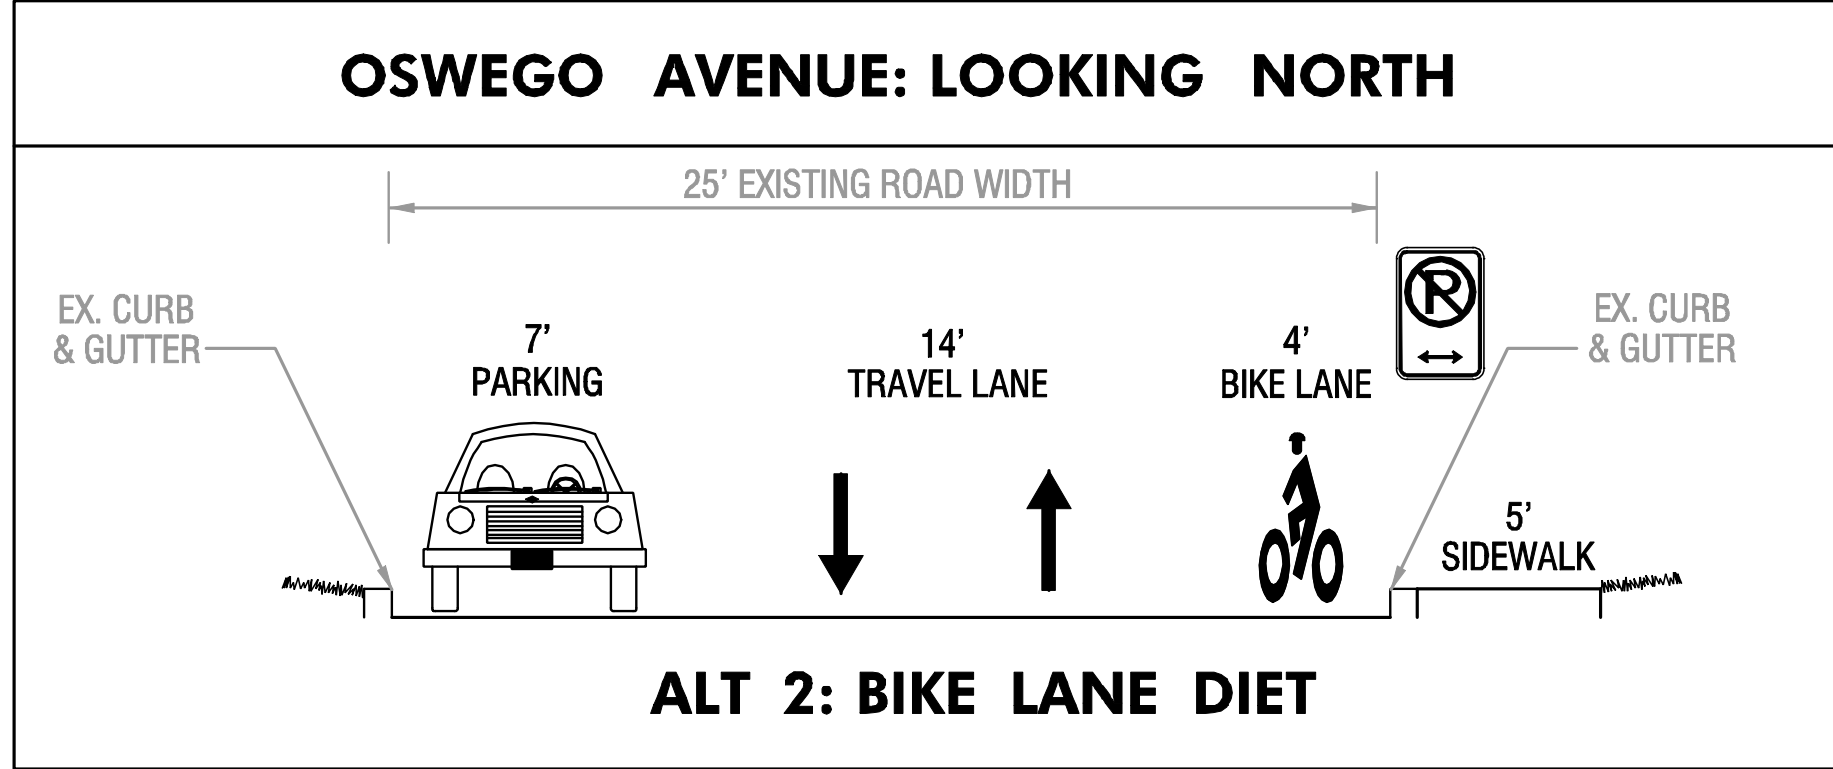 OSWEGO AVENUE: LOOKING NORTH
25' EXISTING ROAD WIDTH
EX. CURB
& GUTTER
7'
PARKING
14'
TRAVEL LANE
4'
BIKE LANE
P
EX. CURB
& GUTTER
5'
SIDEWALK
ALT 2: BIKE LANE DIET